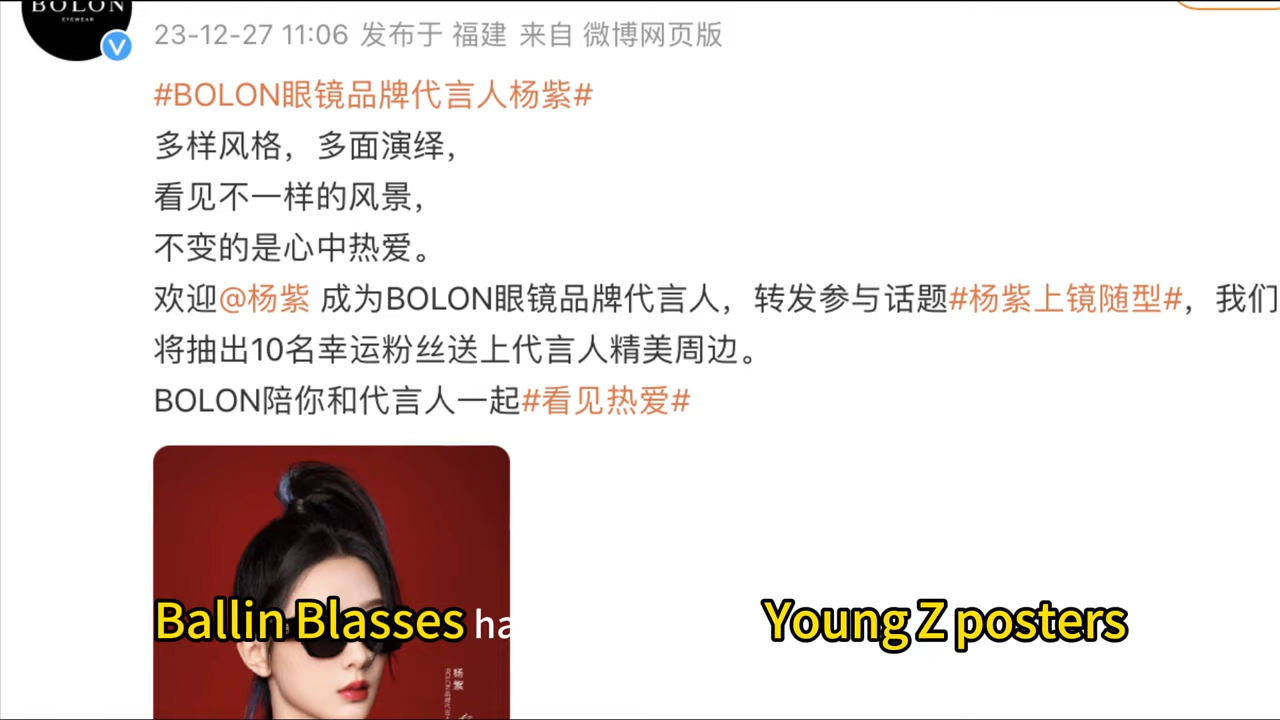 BOLON
EYEWEAR
23-12-27 11:06 发布于 福建 来自 微博网页版
#BOLON眼镜品牌代言人杨紫#
多样风格，多面演绎，
看见不一样的风景，
不变的是心中热爱。
欢迎@杨紫 成为BOLON眼镜品牌代言人，转发参与话题#杨紫上镜随型#，我们
将抽出10名幸运粉丝送上代言人精美周边。
BOLON陪你和代言人一起#看见热爱#
Ballin Blasses ha
Young Z posters
杨紫